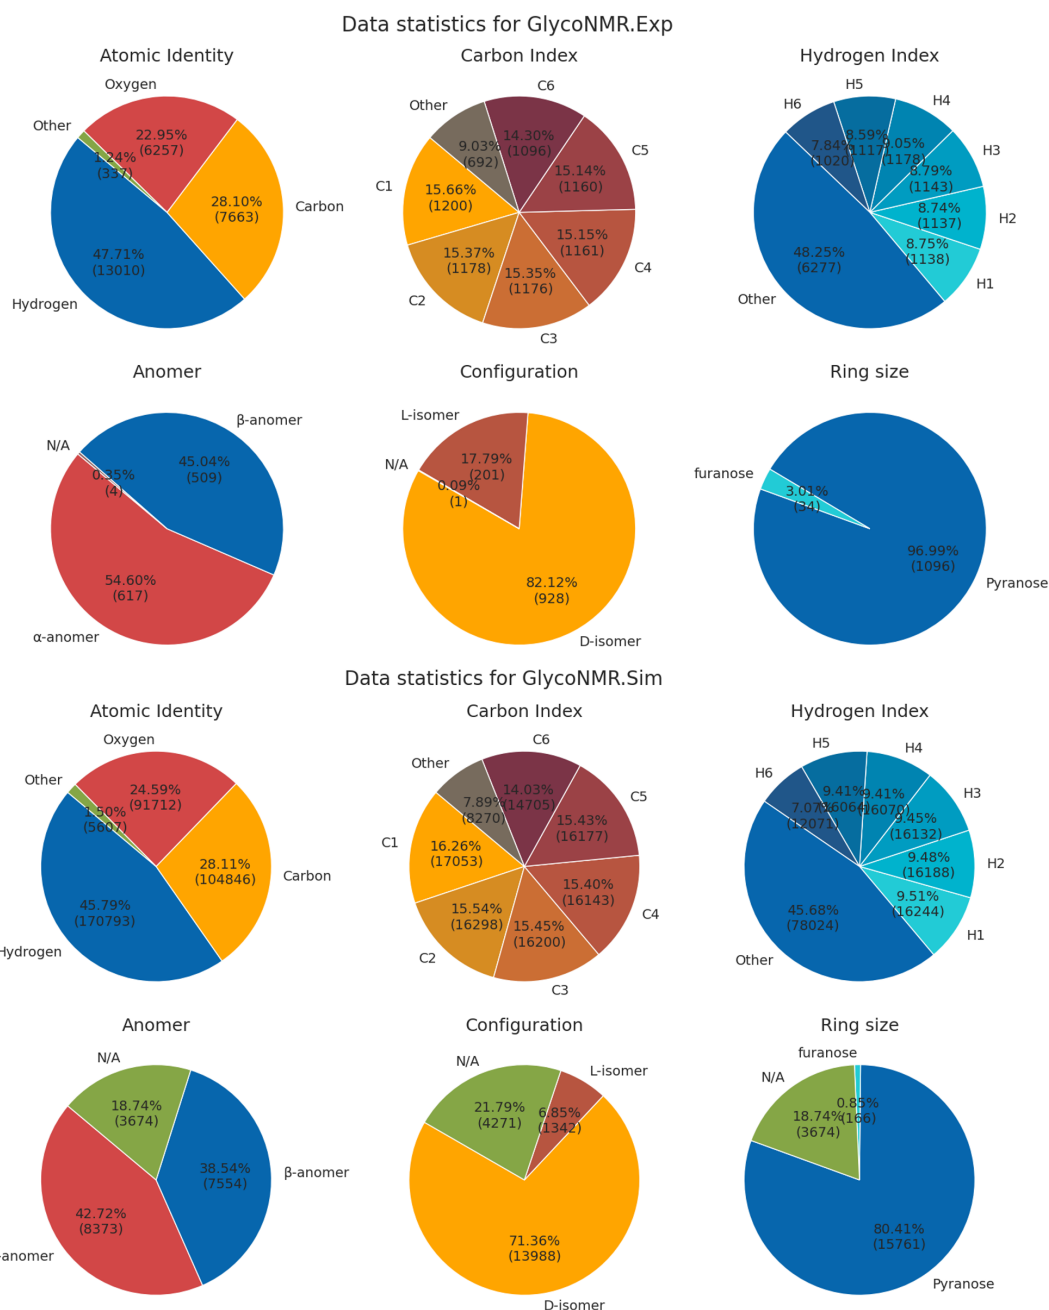 Data statistics for GlycoNMR.Exp
Atomic Identity
Oxygen
Other
22.95%
(6257)
1.24%
(337)
28.10%
(7663)
Carbon
47.71%
(13010)
Hydrogen
Carbon Index
C6
Other
14.30%
(1096)
9.03%
(692)
C5
15.14%
(1160)
C1
15.66%
(1200)
15.15%
(1161)
C4
15.37%
(1178)
15.35%
(1176)
C2
C3
Hydrogen Index
H5
H6
H4
8.59%
(1117)
7.84%
(1020)
9.05%
(1178)
H3
8.79%
(1143)
8.74%
(1137)
H2
8.75%
(1138)
H1
48.25%
(6277)
Other
Anomer
β-anomer
N/A
45.04%
(509)
0.35%
(4)
54.60%
(617)
α-anomer
Configuration
L-isomer
N/A
17.79%
(201)
0.09%
(1)
82.12%
(928)
D-isomer
Ring size
furanose
3.01%
(34)
96.99%
(1096)
Pyranose
Data statistics for GlycoNMR.Sim
Atomic Identity
Oxygen
Other
24.59%
(91712)
1.50%
(5607)
28.11%
(104846)
Carbon
45.79%
(170793)
Hydrogen
Carbon Index
C6
Other
14.03%
(14705)
7.89%
(8270)
C5
15.43%
(16177)
C1
16.26%
(17053)
15.40%
(16143)
C4
15.54%
(16298)
15.45%
(16200)
C2
C3
Hydrogen Index
H5
H4
H6
9.41%
(16064)
9.41%
(16070)
7.07%
(12071)
H3
9.45%
(16132)
9.48%
(16188)
H2
9.51%
(16244)
H1
45.68%
(78024)
Other
Anomer
N/A
18.74%
(3674)
38.54%
(7554)
β-anomer
42.72%
(8373)
-anomer
Configuration
N/A
L-isomer
21.79%
(4271)
6.85%
(1342)
71.36%
(13988)
D-isomer
Ring size
furanose
N/A
0.85%
(166)
18.74%
(3674)
80.41%
(15761)
Pyranose